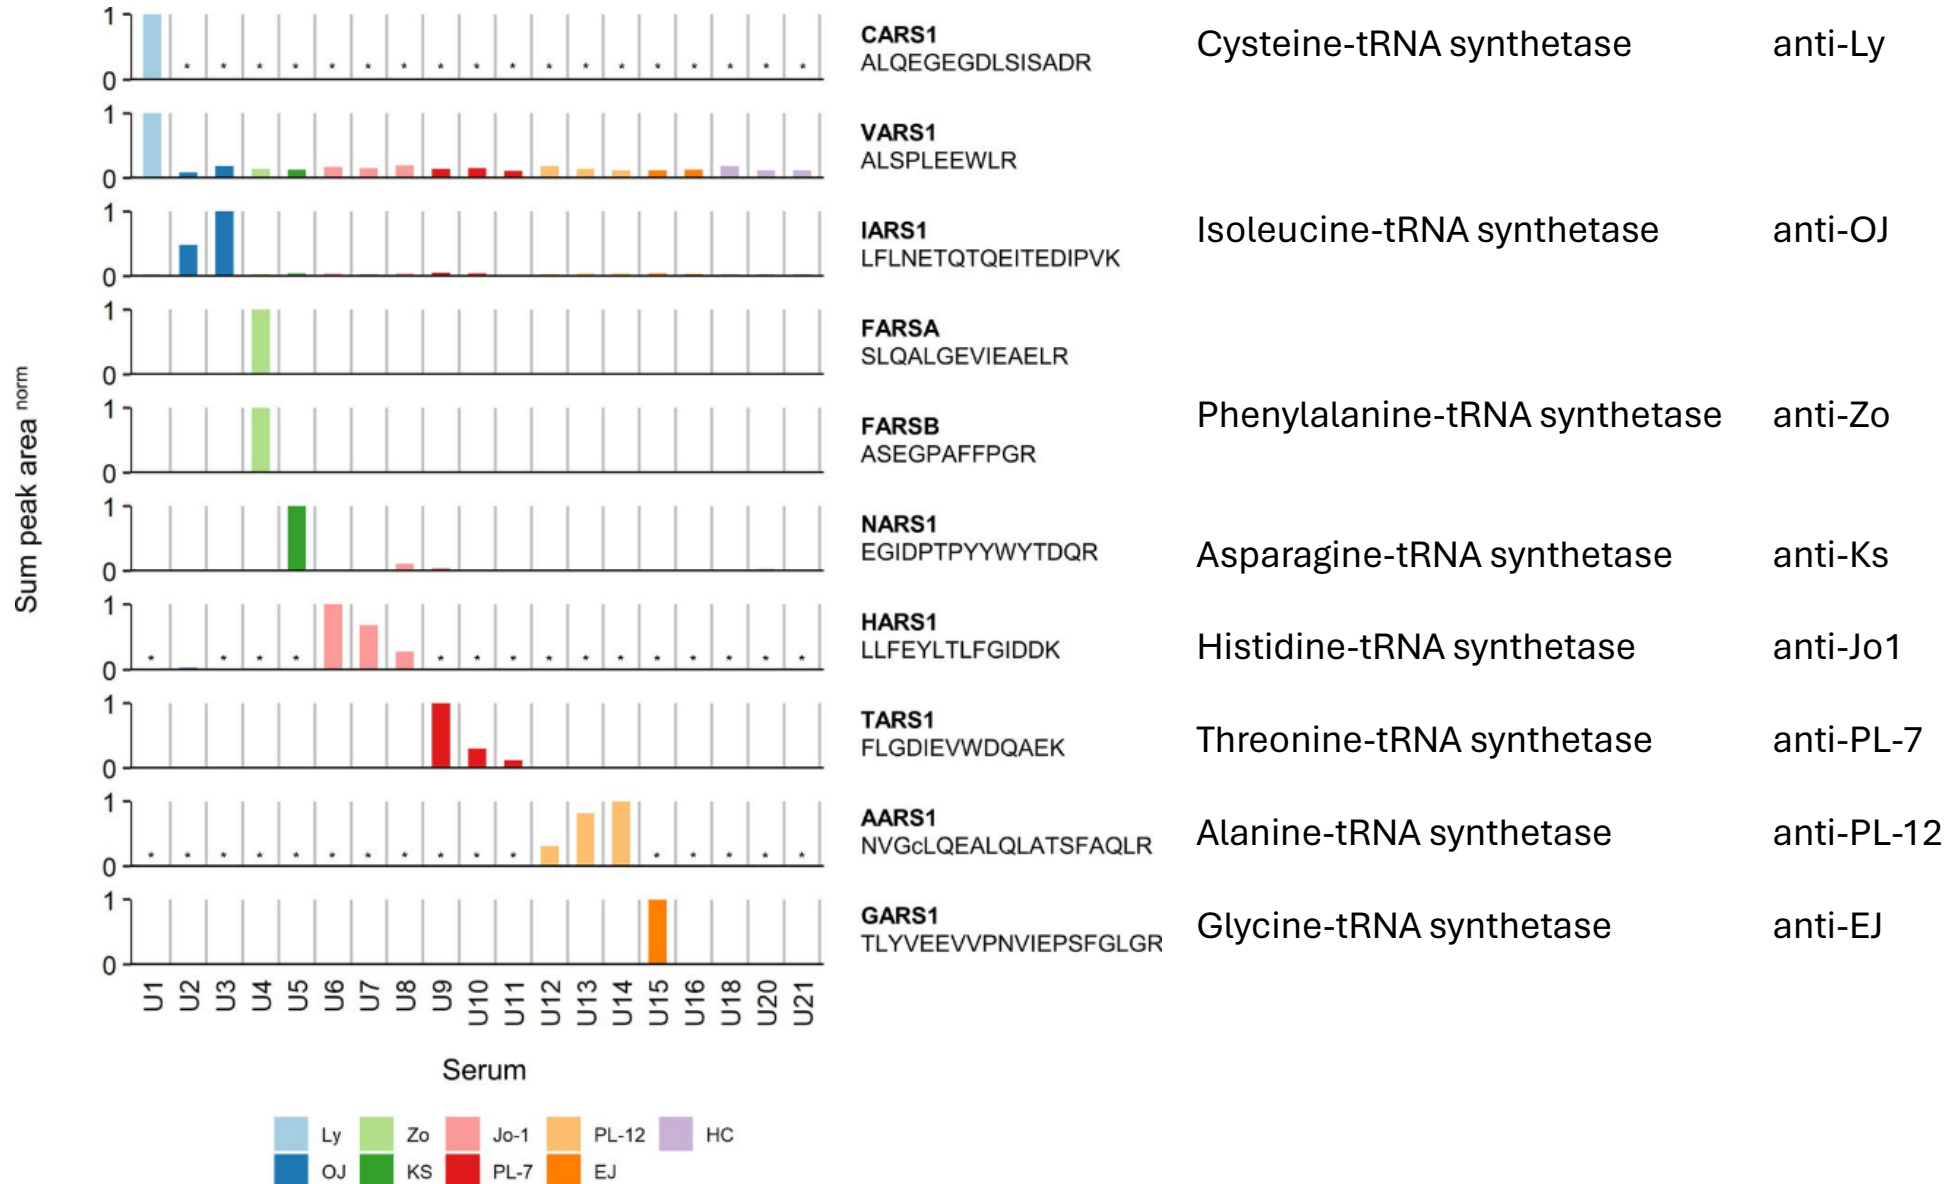 1
0
* * * * * * * * * * * * * * * * * *
CARS1
ALQEGEGDLSISADR
Cysteine-tRNA synthetase
anti-Ly
1
0
VARS1
ALSPLEEWLR
1
0
IARS1
LFLNETQTQEITEDIPVK
Isoleucine-tRNA synthetase
anti-OJ
1
0
FARSA
SLQALGEVIEAELR
1
0
FARSB
ASEGPAFFPGR
Phenylalanine-tRNA synthetase
anti-Zo
1
0
NARS1
EGIDPTPYYWYTDQR
Asparagine-tRNA synthetase
anti-Ks
1
0
* * * * * * * * * * * * * * *
HARS1
LLFEYLTLFGIDDK
Histidine-tRNA synthetase
anti-Jo1
1
0
TARS1
FLGDIEVWDQAEK
Threonine-tRNA synthetase
anti-PL-7
1
0
* * * * * * * * * * * * * * * *
AARS1
NVGcLQEALQLATSFAQLR
Alanine-tRNA synthetase
anti-PL-12
1
0
GARS1
TLYVEEVVPNVIEPSFGLGR
Glycine-tRNA synthetase
anti-EJ
Sum peak area norm
U1 U2 U3 U4 U5 U6 U7 U8 U9 U10 U11 U12 U13 U14 U15 U16 U18 U20 U21
Serum
Ly Zo Jo-1 PL-12 HC
OJ KS PL-7 EJ